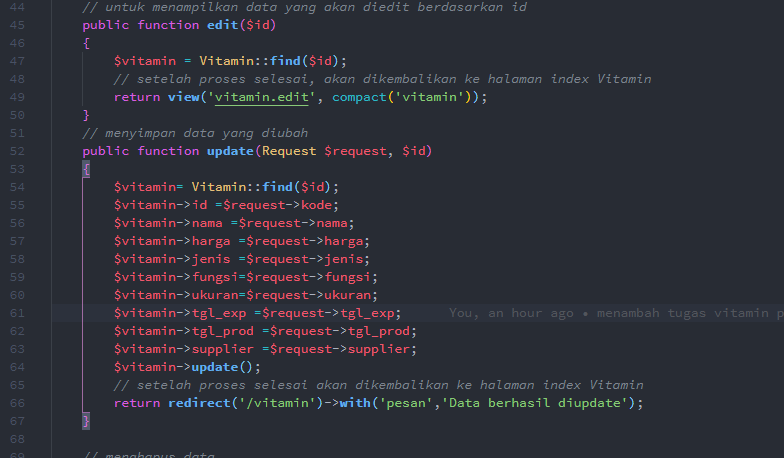 44 // untuk menampilkan data yang akan diedit berdasarkan id
45 public function edit($id)
46 {
47 $vitamin = Vitamin::find($id);
48 // setelah proses selesai, akan dikembalikan ke halaman index Vitamin
49 return view('vitamin.edit', compact('vitamin'));
50 }
51 // menyimpan data yang diubah
52 public function update(Request $request, $id)
53 {
54 $vitamin= Vitamin::find($id);
55 $vitamin->id =$request->kode;
56 $vitamin->nama =$request->nama;
57 $vitamin->harga =$request->harga;
58 $vitamin->jenis =$request->jenis;
59 $vitamin->fungsi=$request->fungsi;
60 $vitamin->ukuran=$request->ukuran;
61 $vitamin->tgl_exp =$request->tgl_exp; You, an hour ago • menambah tugas vitamin p
62 $vitamin->tgl_prod =$request->tgl_prod;
63 $vitamin->supplier =$request->supplier;
64 $vitamin->update();
65 // setelah proses selesai akan dikembalikan ke halaman index Vitamin
66 return redirect('/vitamin')->with('pesan','Data berhasil diupdate');
67 }
68
69 // menghapus data